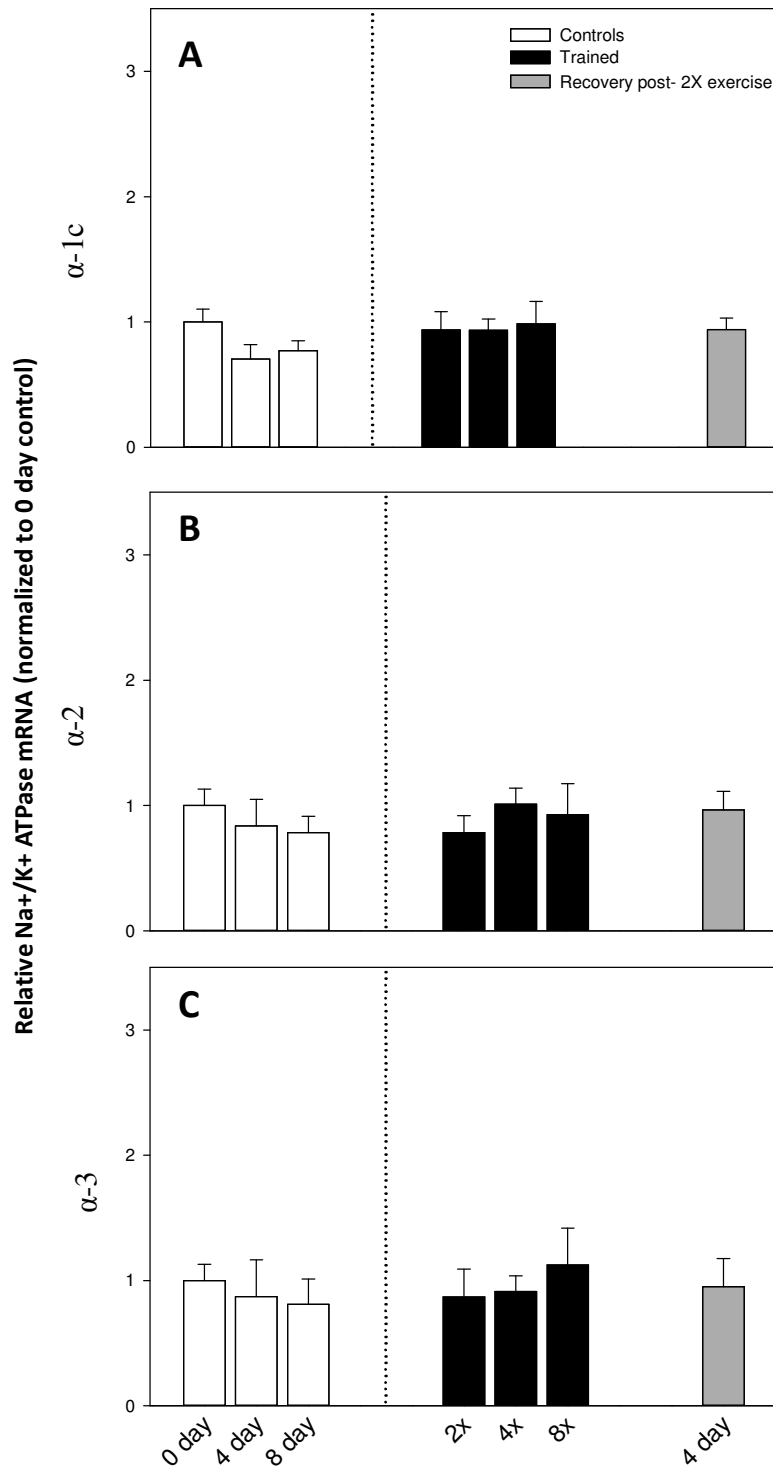 Relative Na+/K+ ATPase mRNA (normalized to 0 day control)
A
Controls
Trained
Recovery post- 2X exercise
α-1c
3
2
1
0
B
α-2
3
2
1
0
C
α-3
3
2
1
0
0 day
4 day
8 day
2x
4x
8x
4 day